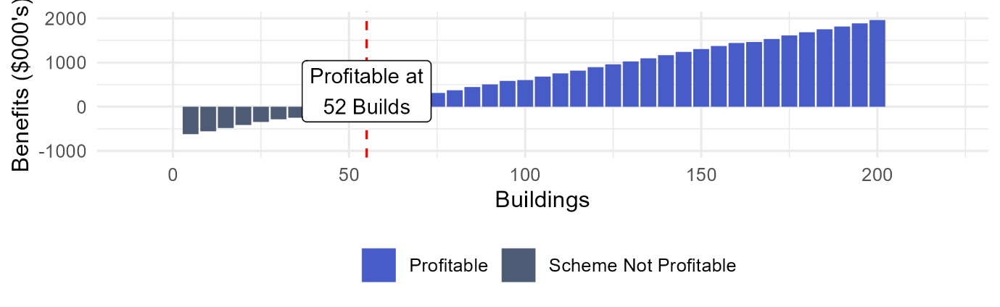 Benefits ($000's)
2000
1000
0
-1000
Profitable at
52 Builds
0 50 100 150 200
Buildings
Profitable Scheme Not Profitable